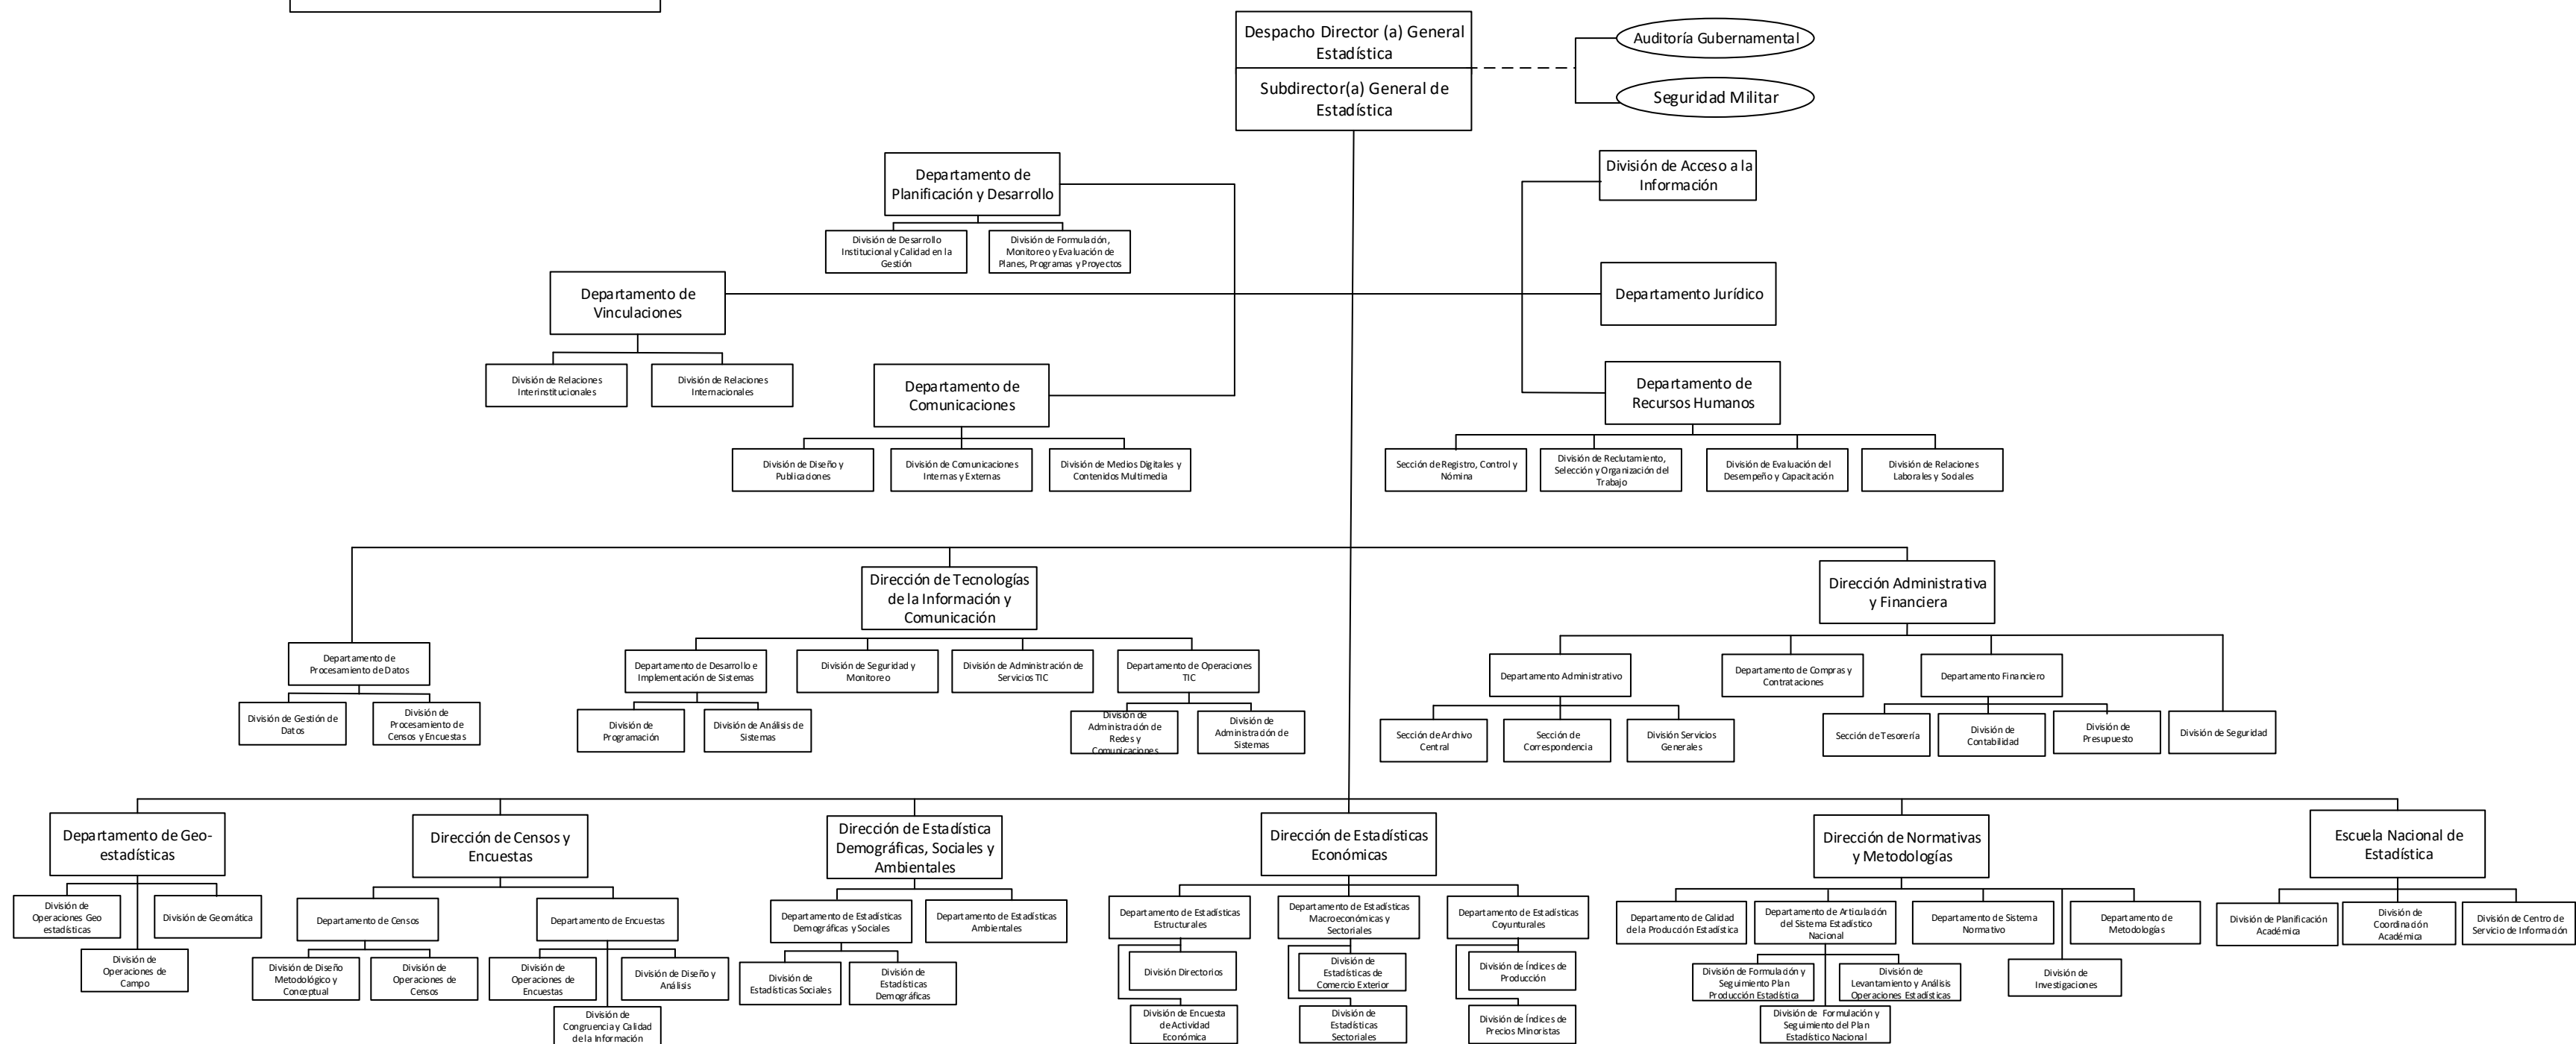 Despacho Director (a) General
Estadística
Subdirector(a) General de
Estadística
Auditoría Gubernamental
Seguridad Militar
Departamento de
Planificación y Desarrollo
División de Acceso a la
Información
División de Desarrollo
Institucional y Calidad en la
Gestión
División de Formulación,
Monitoreo y Evaluación de
Planes, Programas y Proyectos
Departamento de
Vinculaciones
Departamento Jurídico
División de Relaciones
Interinstitucionales
División de Relaciones
Internacionales
Departamento de
Comunicaciones
Departamento de
Recursos Humanos
División de Diseño y
Publicaciones
División de Comunicaciones
Internas y Externas
División de Medios Digitales y
Contenidos Multimedia
Sección de Registro, Control y
Nómina
División de Reclutamiento,
Selección y Organización del
Trabajo
División de Evaluación del
Desempeño y Capacitación
División de Relaciones
Laborales y Sociales
Dirección de Tecnologías
de la Información y
Comunicación
Dirección Administrativa
y Financiera
Departamento de
Procesamiento de Datos
Departamento de Desarrollo e
Implementación de Sistemas
División de Seguridad y
Monitoreo
División de Administración de
Servicios TIC
Departamento de Operaciones
TIC
Departamento Administrativo
Departamento de Compras y
Contrataciones
Departamento Financiero
División de Gestión de
Datos
División de
Procesamiento de
Censos y Encuestas
División de
Programación
División de Análisis de
Sistemas
División de
Administración de
Redes y
Comunicaciones
División de
Administración de
Sistemas
Sección de Archivo
Central
Sección de
Correspondencia
División Servicios
Generales
Sección de Tesorería
División de
Contabilidad
División de
Presupuesto
División de Seguridad
Departamento de Geo-
estadísticas
Dirección de Censos y
Encuestas
Dirección de Estadística
Demográficas, Sociales y
Ambientales
Dirección de Estadísticas
Económicas
Dirección de Normativas
y Metodologías
Escuela Nacional de
Estadística
División de
Operaciones Geo
estadísticas
División de Geomática
División de
Operaciones de
Campo
Departamento de Censos
Departamento de Encuestas
División de Diseño
Metodológico y
Conceptual
División de
Operaciones de
Censos
División de
Operaciones de
Encuestas
División de Diseño y
Análisis
División de
Congruencia y Calidad
de la Información
Departamento de Estadísticas
Demográficas y Sociales
Departamento de Estadísticas
Ambientales
División de
Estadísticas Sociales
División de
Estadísticas
Demográficas
Departamento de Estadísticas
Estructurales
Departamento de Estadísticas
Macroeconómicas y
Sectoriales
Departamento de Estadísticas
Coyunturales
División Directorios
División de
Estadísticas de
Comercio Exterior
División de Índices de
Producción
División de Encuesta
de Actividad
Económica
División de
Estadísticas
Sectoriales
División de Índices de
Precios Minoristas
Departamento de Calidad
de la Producción Estadística
Departamento de Articulación
del Sistema Estadístico
Nacional
Departamento de Sistema
Normativo
Departamento de
Metodologías
División de Formulación y
Seguimiento Plan
Producción Estadística
División de
Levantamiento y Análisis
Operaciones Estadísticas
División de
Investigaciones
División de  Formulación y
Seguimiento del Plan
Estadístico Nacional
División de Planificación
Académica
División de
Coordinación
Académica
División de Centro de
Servicio de Información